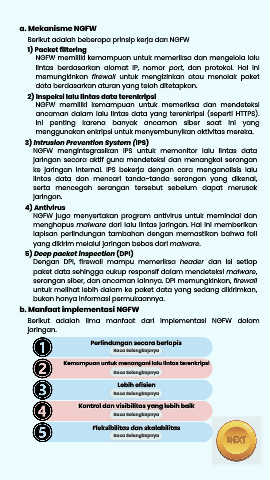 a. Mekanisme NGFW
Berikut adalah beberapa prinsip kerja dan NGFW
1) Packet filtering
NGFW memiliki kemampuan untuk memeriksa dan mengelola lalu
lintas berdasarkan alamat IP, nomor port, dan protokol. Hal ini
memungkinkan firewall untuk mengizinkan atau menolak paket
data berdasarkan aturan yang telah ditetapkan.
2) Inspeksi lalu lintas data terenkripsi
NGFW memiliki kemampuan untuk memeriksa dan mendeteksi
ancaman dalam lalu lintas data yang terenkripsi (seperti HTTPS).
Ini penting karena banyak ancaman siber saat ini yang
menggunakan enkripsi untuk menyembunyikan aktivitas mereka.
3) Intrusion Prevention System (IPS)
NGFW mengintegrasikan IPS untuk memonitor lalu lintas data
jaringan secara aktif guna mendeteksi dan menangkal serangan
ke jaringan internal. IPS bekerja dengan cara menganalisis lalu
lintas data dan mencari tanda-tanda serangan yang dikenal,
serta mencegah serangan tersebut sebelum dapat merusak
jaringan.
4) Antivirus
NGFW juga menyertakan program antivirus untuk memindai dan
menghapus malware dari lalu lintas jaringan. Hal ini memberikan
lapisan perlindungan tambahan dengan memastikan bahwa fail
yang dikirim melalui jaringan bebas dari malware.
5) Deep packet inspection (DPI)
Dengan DPI, firewall mampu memeriksa header dan isi setiap
paket data sehingga cukup responsif dalam mendeteksi malware,
serangan siber, dan ancaman lainnya. DPI memungkinkan, firewall
untuk melihat lebih dalam ke paket data yang sedang dikirimkan,
bukan hanya informasi permukaannya.
b. Manfaat implementasi NGFW
Berikut adalah lima manfaat dari implementasi NGFW dalam
jaringan.
1 Perlindungan secara berlapis
Baca Selengkapnya
2 Kemampuan untuk menangani lalu lintas terenkripsi
Baca Selengkapnya
3 Lebih efisien
Baca Selengkapnya
4 Kontrol dan visibilitas yang lebih baik
Baca Selengkapnya
5 Fleksibilitas dan skalabilitas
Baca Selengkapnya
NEXT